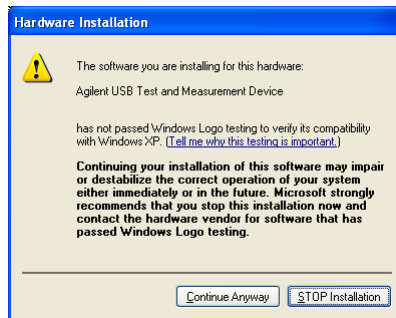 Hardware Installation
The software you are installing for this hardware:
Agilent USB Test and Measurement Device
has not passed Windows Logo testing to verify its compatibility
with Windows XP. (Tell me why this testing is important.)
Continuing your installation of this software may impair
or destabilize the correct operation of your system
either immediately or in the future. Microsoft strongly
recommends that you stop this installation now and
contact the hardware vendor for software that has
passed Windows Logo testing.
Continue Anyway
STOP Installation